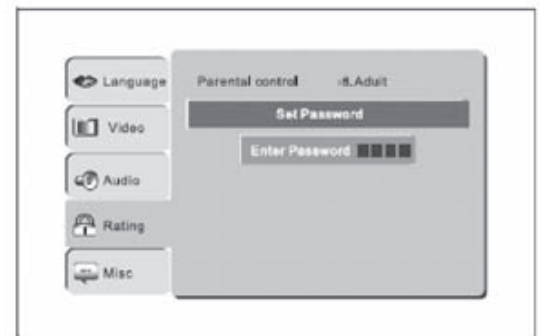 Language
Parental control :8.Adult
Set Password
Video
Enter Password
Audio
Rating
Misc